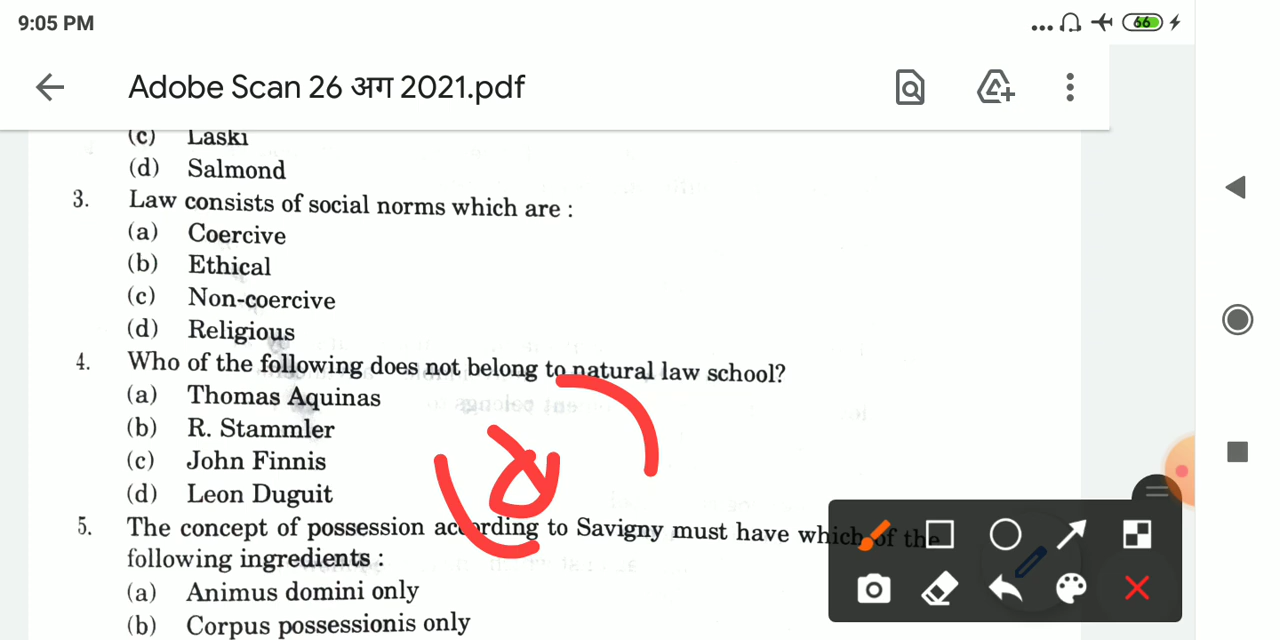 9:05 PM
66
Adobe Scan 26 अग 2021.pdf
(c) Laski
(d) Salmond
3. Law consists of social norms which are :
(a) Coercive
(b) Ethical
(c) Non-coercive
(d) Religious
4. Who of the following does not belong to natural law school?
(a) Thomas Aquinas
(b) R. Stammler
(c) John Finnis
(d) Leon Duguit
5. The concept of possession according to Savigny must have which of the
following ingredients :
(a) Animus domini only
(b) Corpus possessionis only